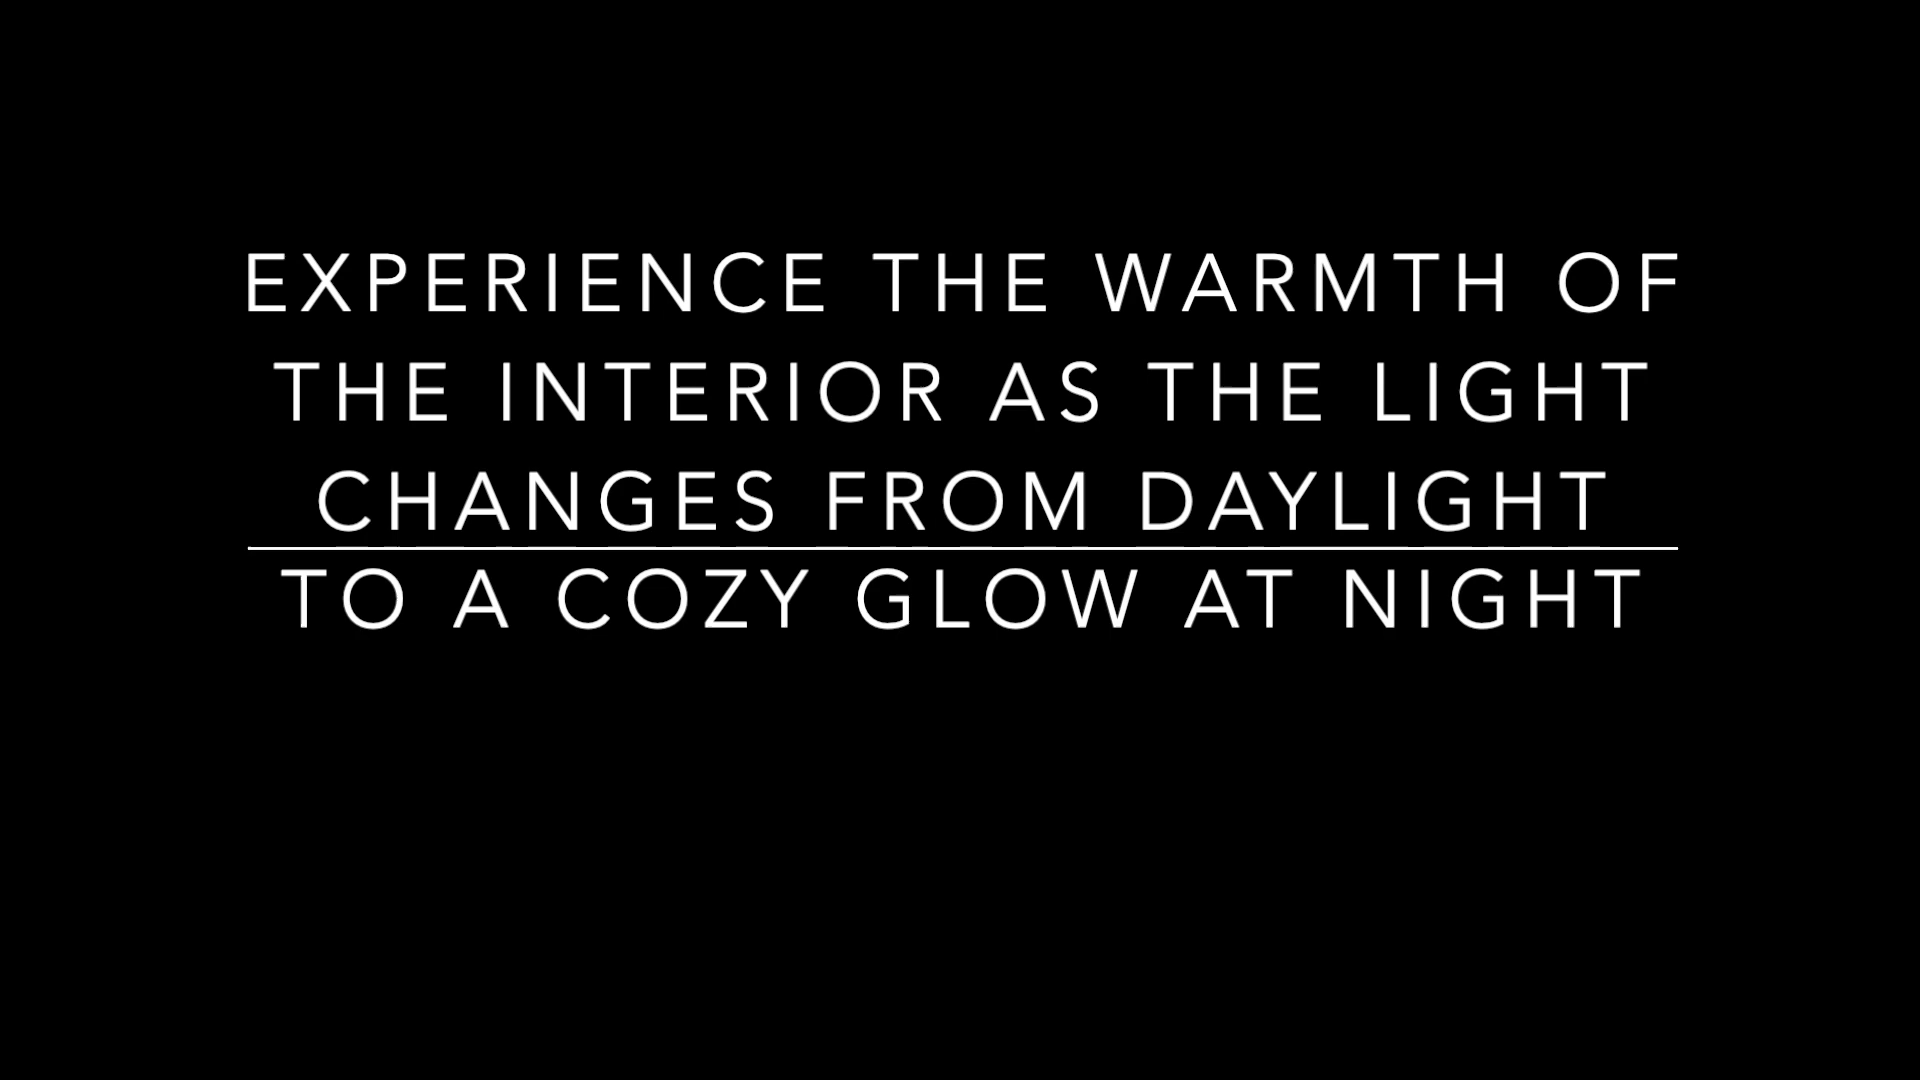 EXPERIENCE THE WARMTH OF
THE INTERIOR AS THE LIGHT
CHANGES FROM DAYLIGHT
TO A COZY GLOW AT NIGHT